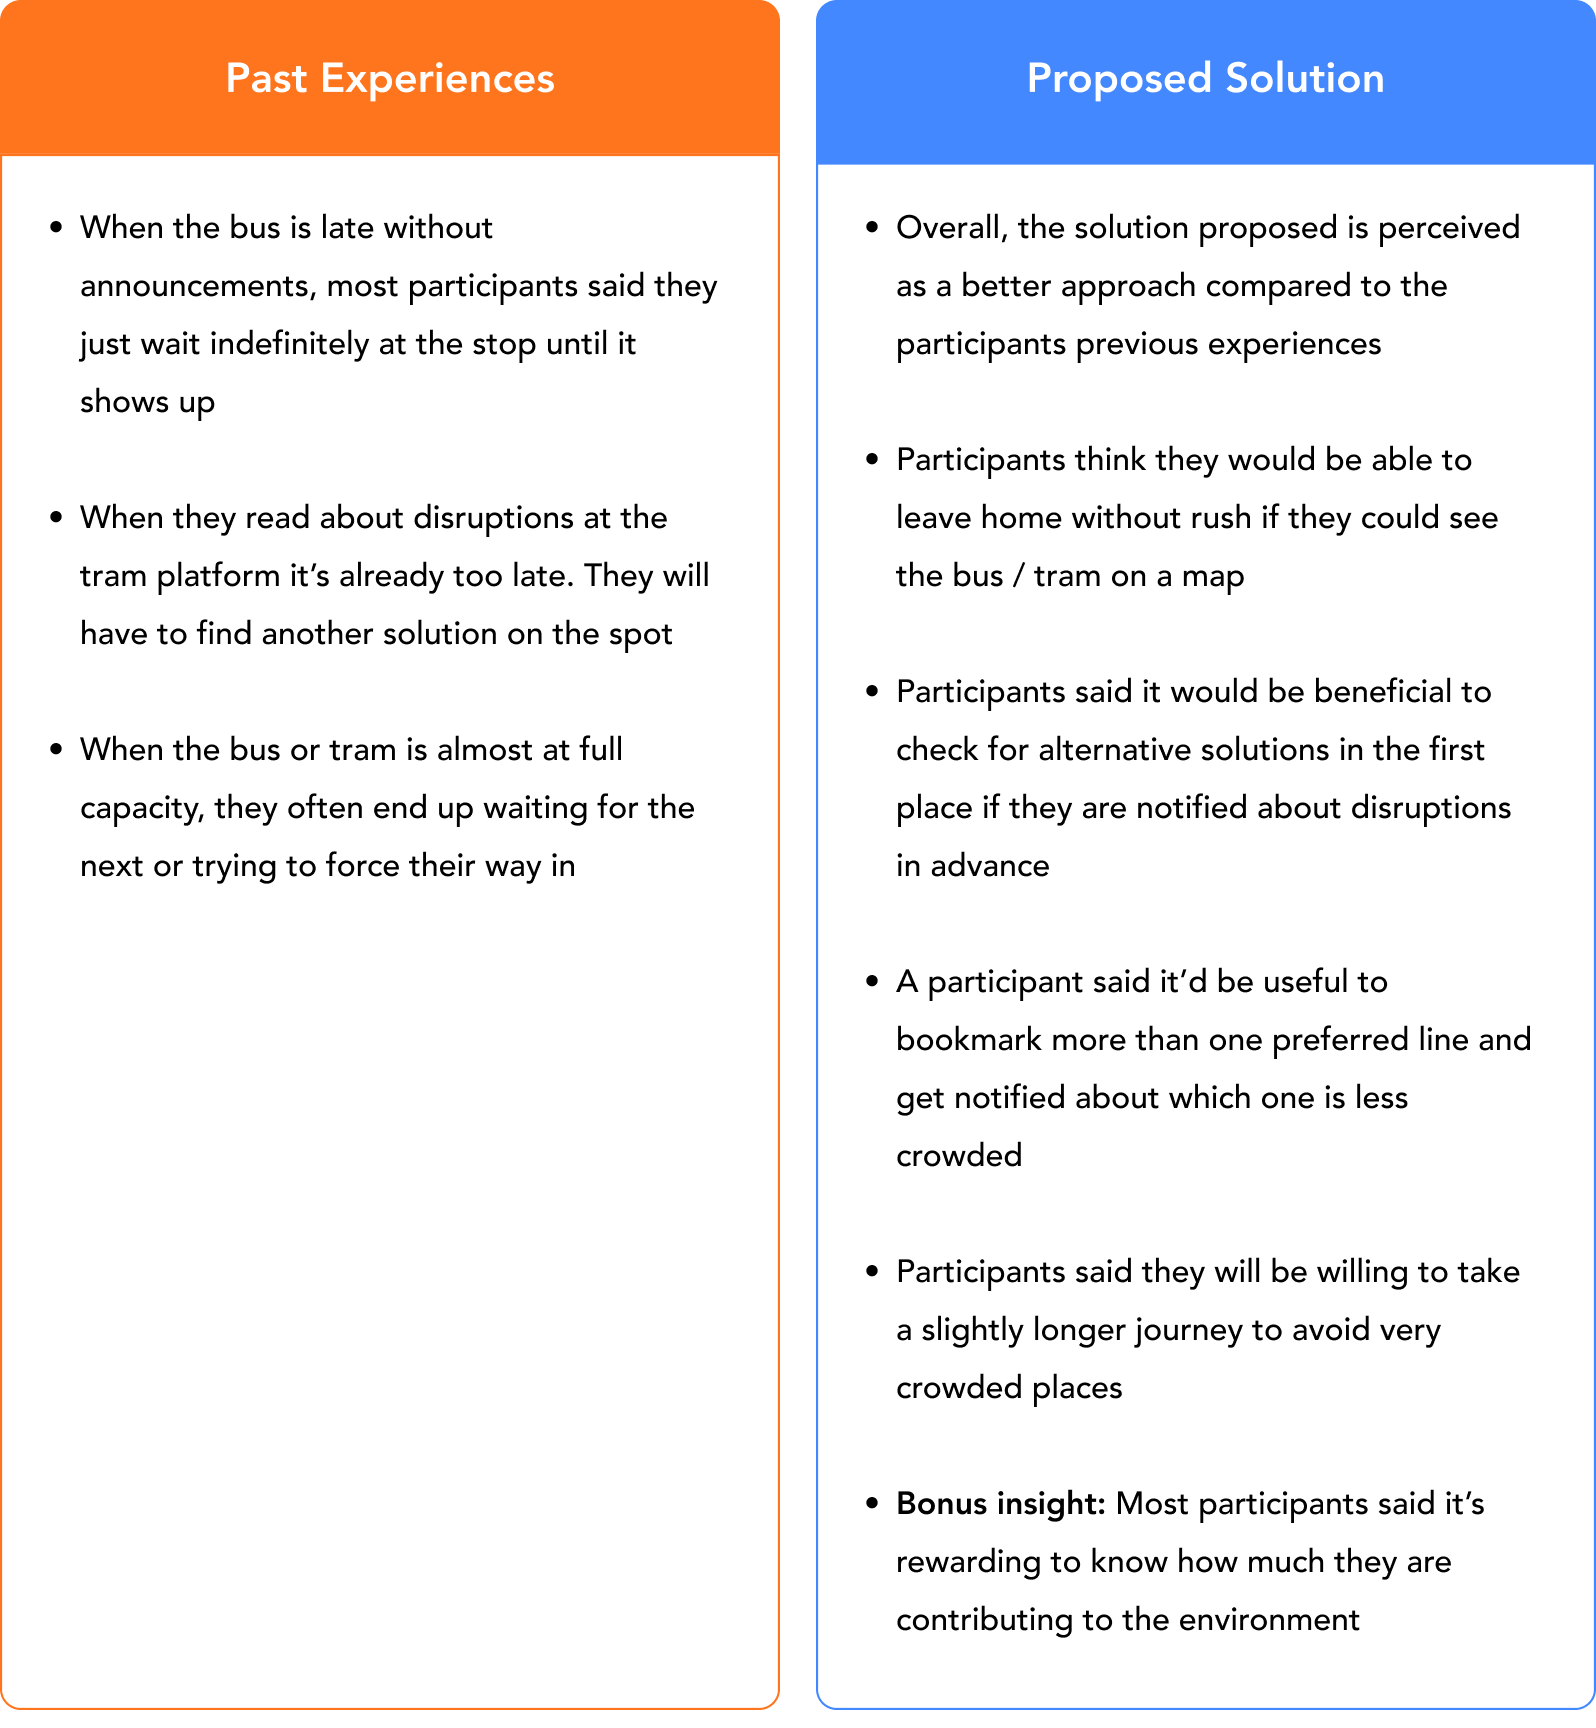 Past Experiences
• When the bus is late without
announcements, most participants said they
just wait indefinitely at the stop until it
shows up
• When they read about disruptions at the
tram platform it’s already too late. They will
have to find another solution on the spot
• When the bus or tram is almost at full
capacity, they often end up waiting for the
next or trying to force their way in
Proposed Solution
• Overall, the solution proposed is perceived
as a better approach compared to the
participants previous experiences
• Participants think they would be able to
leave home without rush if they could see
the bus / tram on a map
• Participants said it would be beneficial to
check for alternative solutions in the first
place if they are notified about disruptions
in advance
• A participant said it’d be useful to
bookmark more than one preferred line and
get notified about which one is less
crowded
• Participants said they will be willing to take
a slightly longer journey to avoid very
crowded places
• Bonus insight: Most participants said it’s
rewarding to know how much they are
contributing to the environment